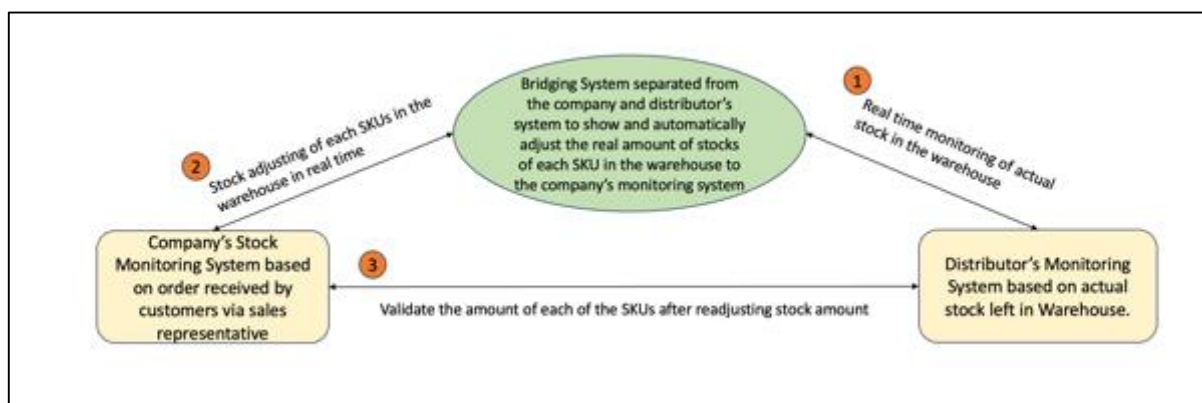 Bridging System separated from
the company and distributor's
system to show and automatically
adjust the real amount of stocks
of each SKU in the warehouse to
the company's monitoring system
1
Real time monitoring of actual
stock in the warehouse
2
Stock adjusting of each SKUs in the
warehouse in real time
Company's Stock
Monitoring System based
on order received by
customers via sales
representative
3
Validate the amount of each of the SKUs after readjusting stock amount
Distributor's Monitoring
System based on actual
stock left in Warehouse.